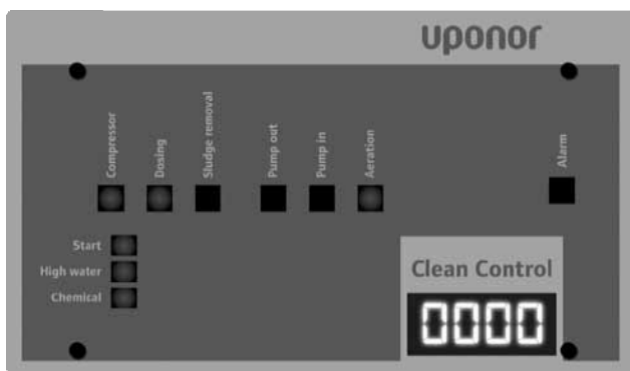 uponor
Compressor
Dosing
Sludge removal
Pump out
Pump in
Aeration
Alarm
Start
High water
Chemical
Clean Control
0000